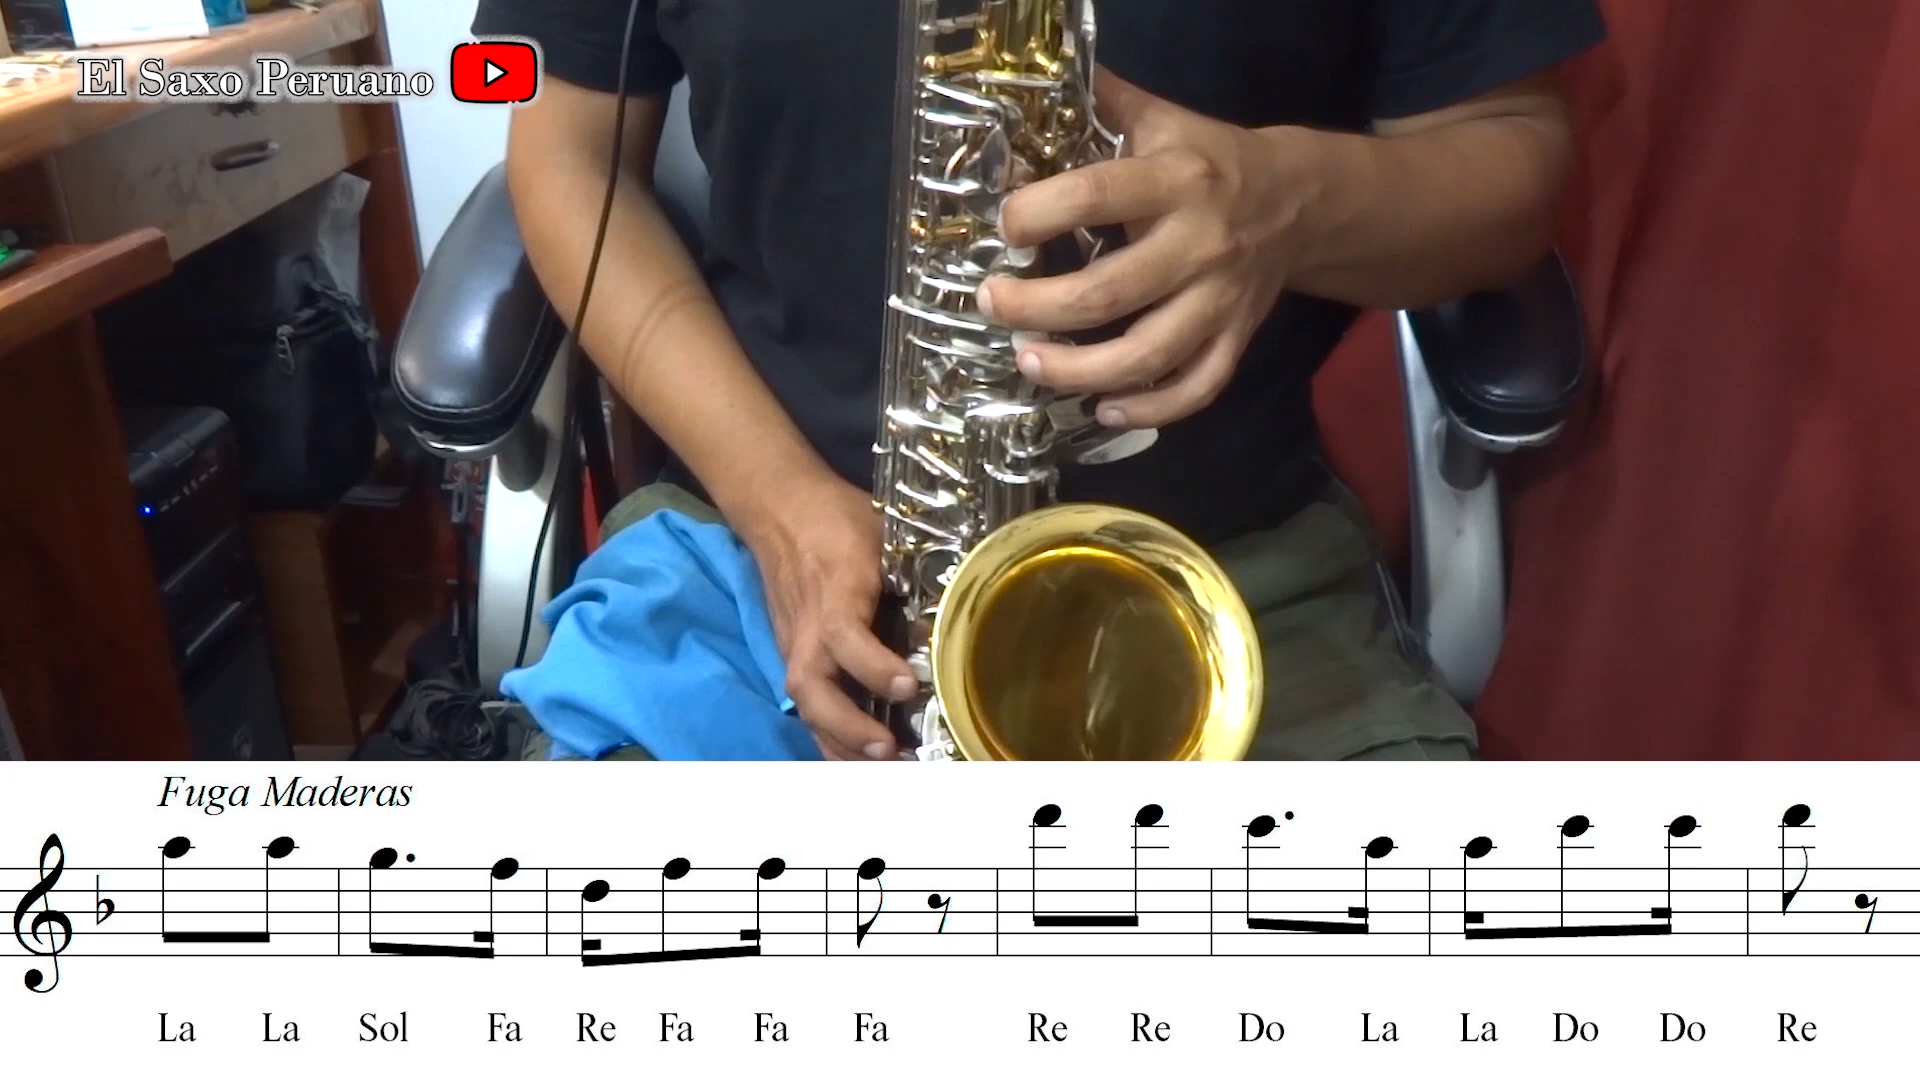 El Saxo Peruano
Fuga Maderas
La La Sol Fa Re Fa Fa Fa Re Re Do La La Do Do Re